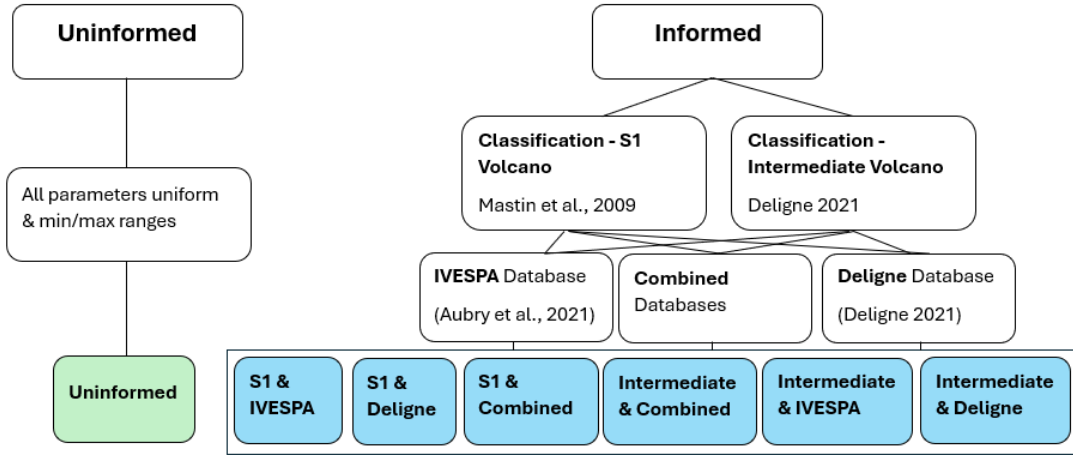 Uninformed
Informed
All parameters uniform
& min/max ranges
Classification - S1
Volcano
Mastin et al., 2009
Classification -
Intermediate Volcano
Deligne 2021
IVESPA Database
(Aubry et al., 2021)
Combined
Databases
Deligne Database
(Deligne 2021)
Uninformed
S1 &
IVESPA
S1 &
Deligne
S1 &
Combined
Intermediate
& Combined
Intermediate
& IVESPA
Intermediate
& Deligne